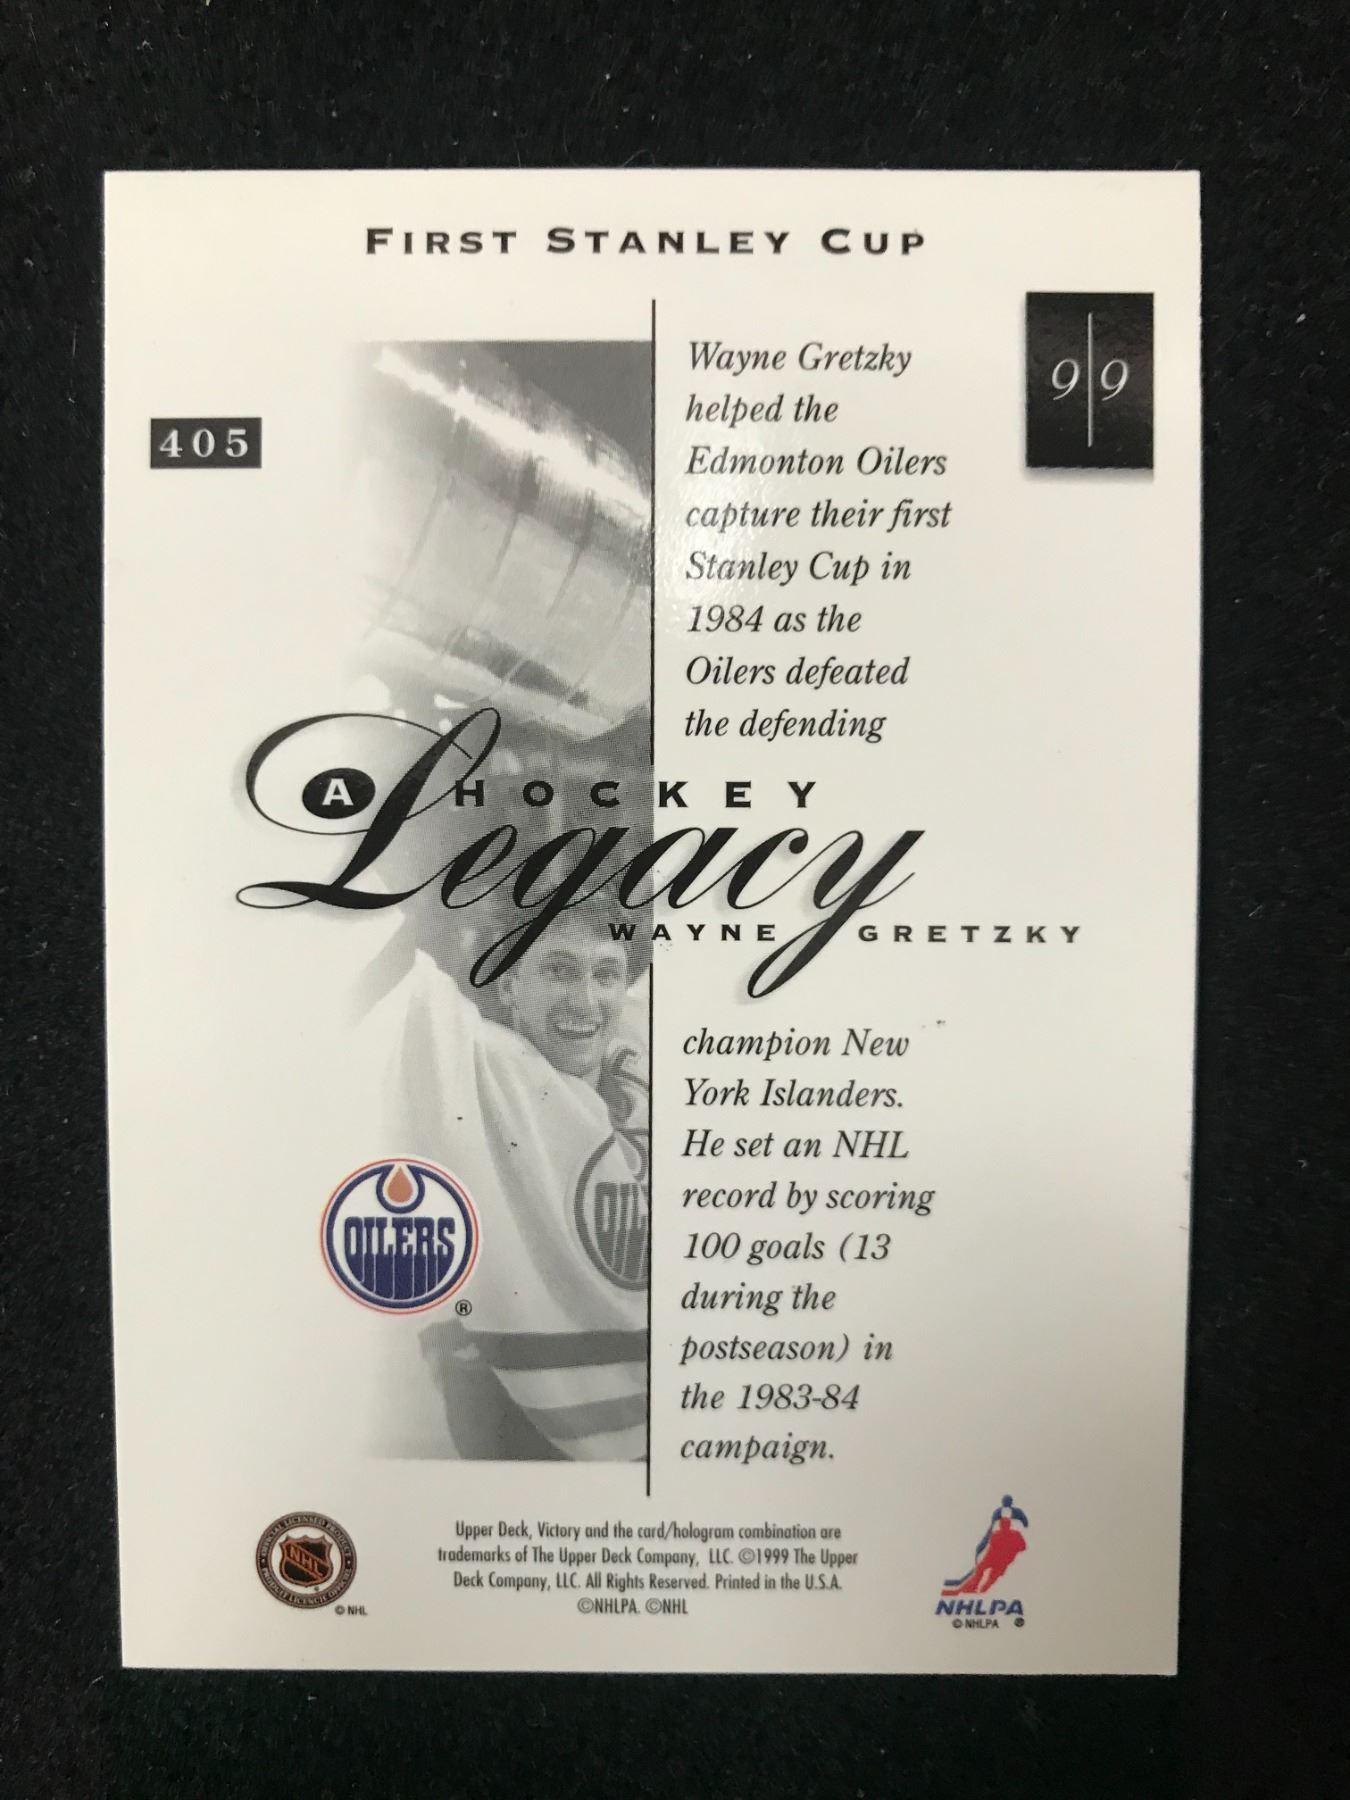 FIRST STANLEY CUP
405
9|9
Wayne Gretzky
helped the
Edmonton Oilers
capture their first
Stanley Cup in
1984 as the
Oilers defeated
the defending
A HOCKEY
Legacy
WAYNE GRETZKY
champion New
York Islanders.
He set an NHL
record by scoring
100 goals (13
during the
postseason) in
the 1983-84
campaign.
OIL
OILERS
®
Upper Deck, Victory and the card/hologram combination are
trademarks of The Upper Deck Company, LLC. ©1999 The Upper
Deck Company, LLC. All Rights Reserved. Printed in the U.S.A.
©NHLPA. ©NHL
NHL
© NHL
NHLPA
© NHLPA ®